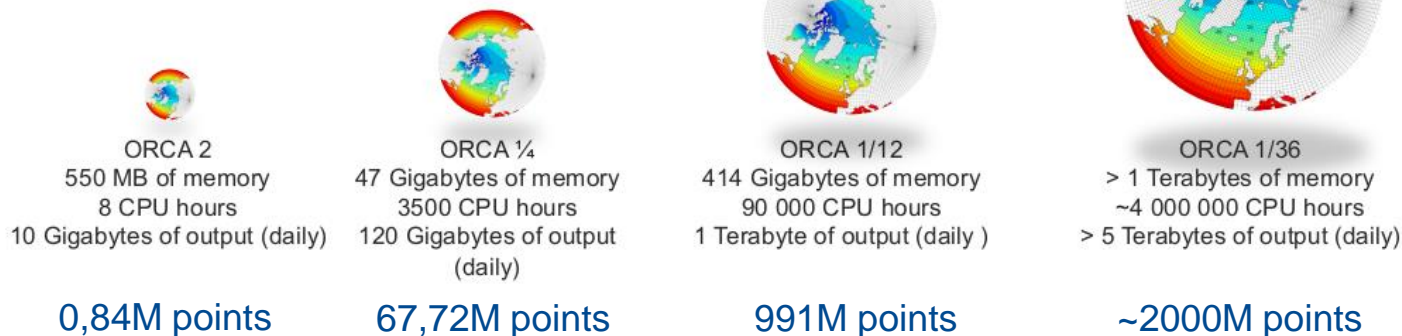 ORCA 2
550 MB of memory
8 CPU hours
10 Gigabytes of output (daily)
0,84M points
ORCA ¼
47 Gigabytes of memory
3500 CPU hours
120 Gigabytes of output
(daily)
67,72M points
ORCA 1/12
414 Gigabytes of memory
90 000 CPU hours
1 Terabyte of output (daily )
991M points
ORCA 1/36
> 1 Terabytes of memory
~4 000 000 CPU hours
> 5 Terabytes of output (daily)
~2000M points